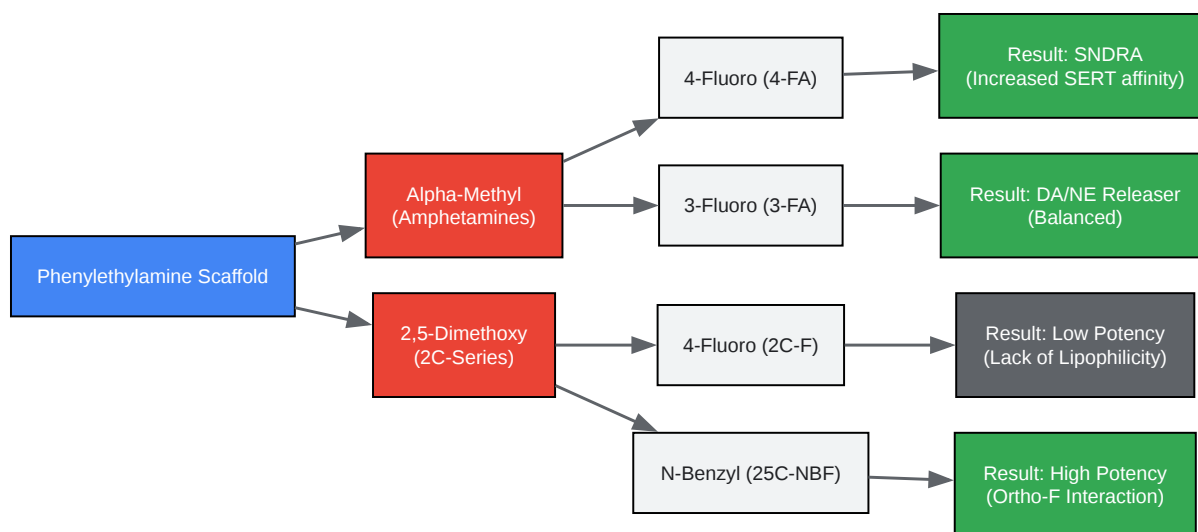 Phenylethylamine Scaffold
Alpha-Methyl
(Amphetamines)
2,5-Dimethoxy
(2C-Series)
4-Fluoro (4-FA)
3-Fluoro (3-FA)
4-Fluoro (2C-F)
N-Benzyl (25C-NBF)
Result: SNDRA
(Increased SERT affinity)
Result: DA/NE Releaser
(Balanced)
Result: Low Potency
(Lack of Lipophilicity)
Result: High Potency
(Ortho-F Interaction)